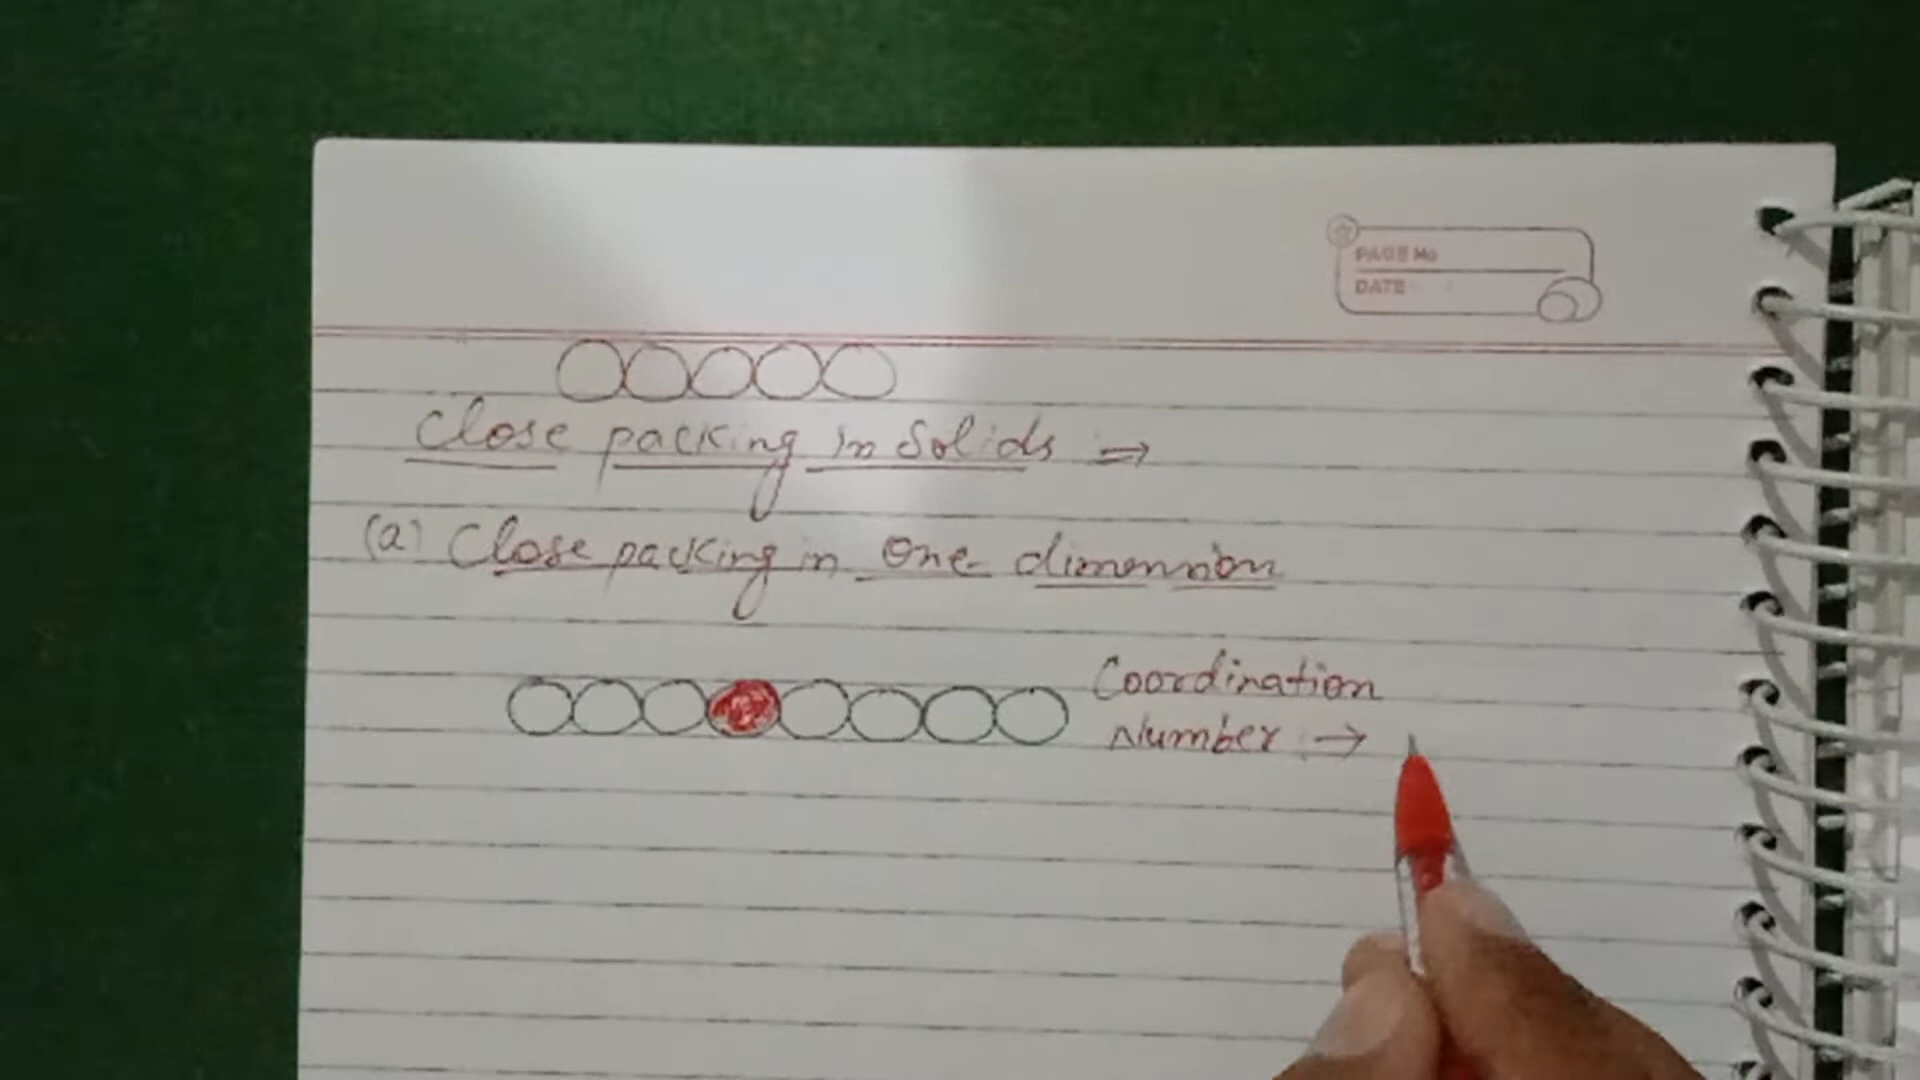 PAGE No
DATE
Close packing in Solids ⇒
(a) Close packing in One dimension
Coordination
Number →